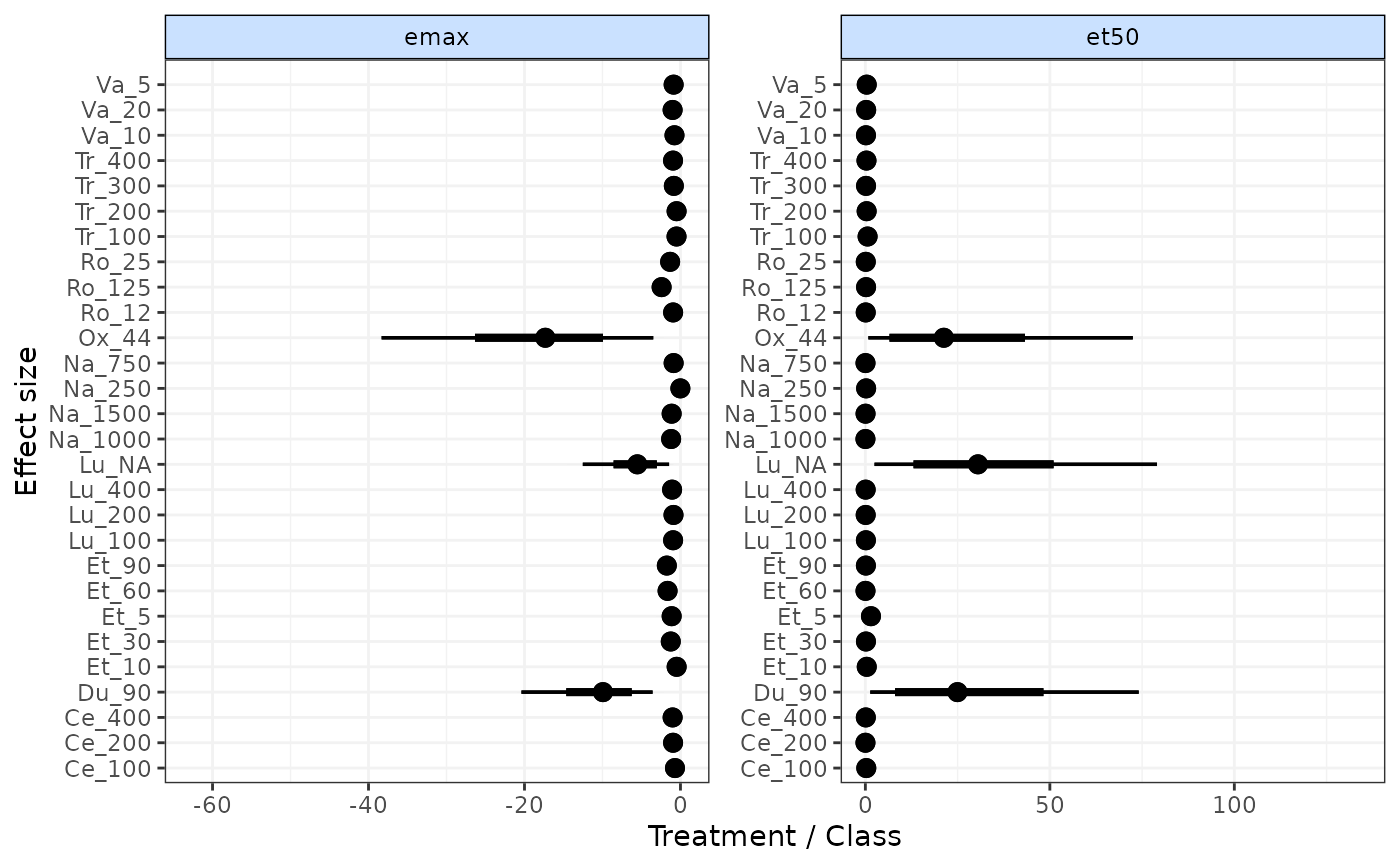 emax
et50
Effect size
Va_5
Va_20
Va_10
Tr_400
Tr_300
Tr_200
Tr_100
Ro_25
Ro_125
Ro_12
Ox_44
Na_750
Na_250
Na_1500
Na_1000
Lu_NA
Lu_400
Lu_200
Lu_100
Et_90
Et_60
Et_5
Et_30
Et_10
Du_90
Ce_400
Ce_200
Ce_100
Va_5
Va_20
Va_10
Tr_400
Tr_300
Tr_200
Tr_100
Ro_25
Ro_125
Ro_12
Ox_44
Na_750
Na_250
Na_1500
Na_1000
Lu_NA
Lu_400
Lu_200
Lu_100
Et_90
Et_60
Et_5
Et_30
Et_10
Du_90
Ce_400
Ce_200
Ce_100
-60 -40 -20 0
0 50 100
Treatment / Class